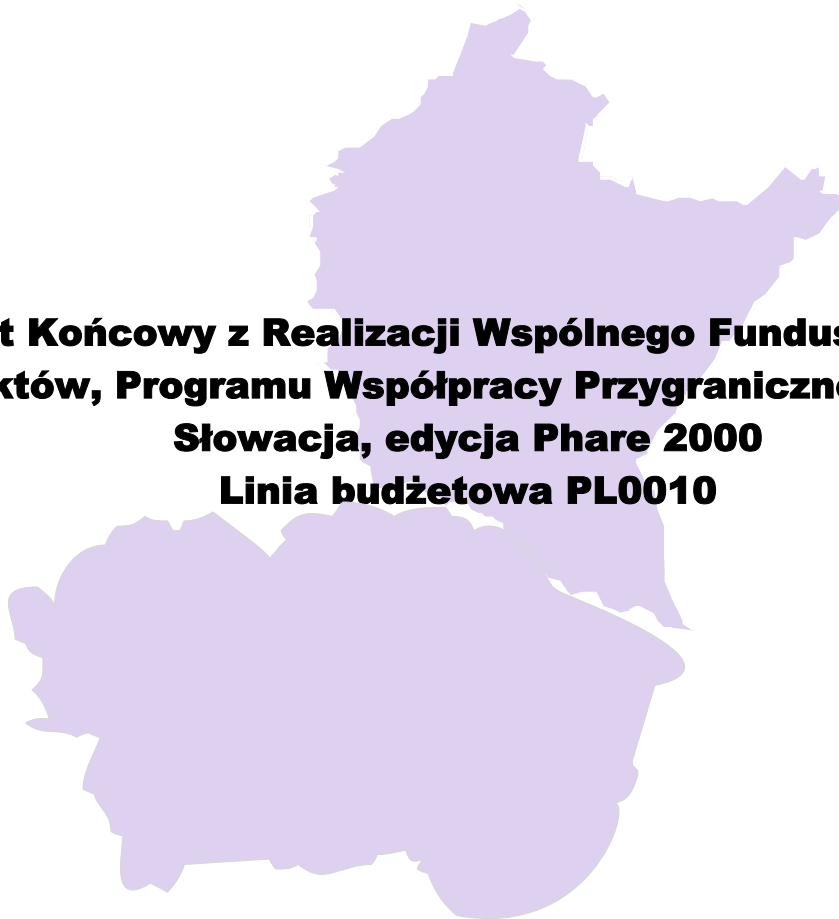 t Końcowy z Realizacji Wspólnego Fundus
któw, Programu Współpracy Przygraniczn
Słowacja, edycja Phare 2000
Linia budżetowa PL0010